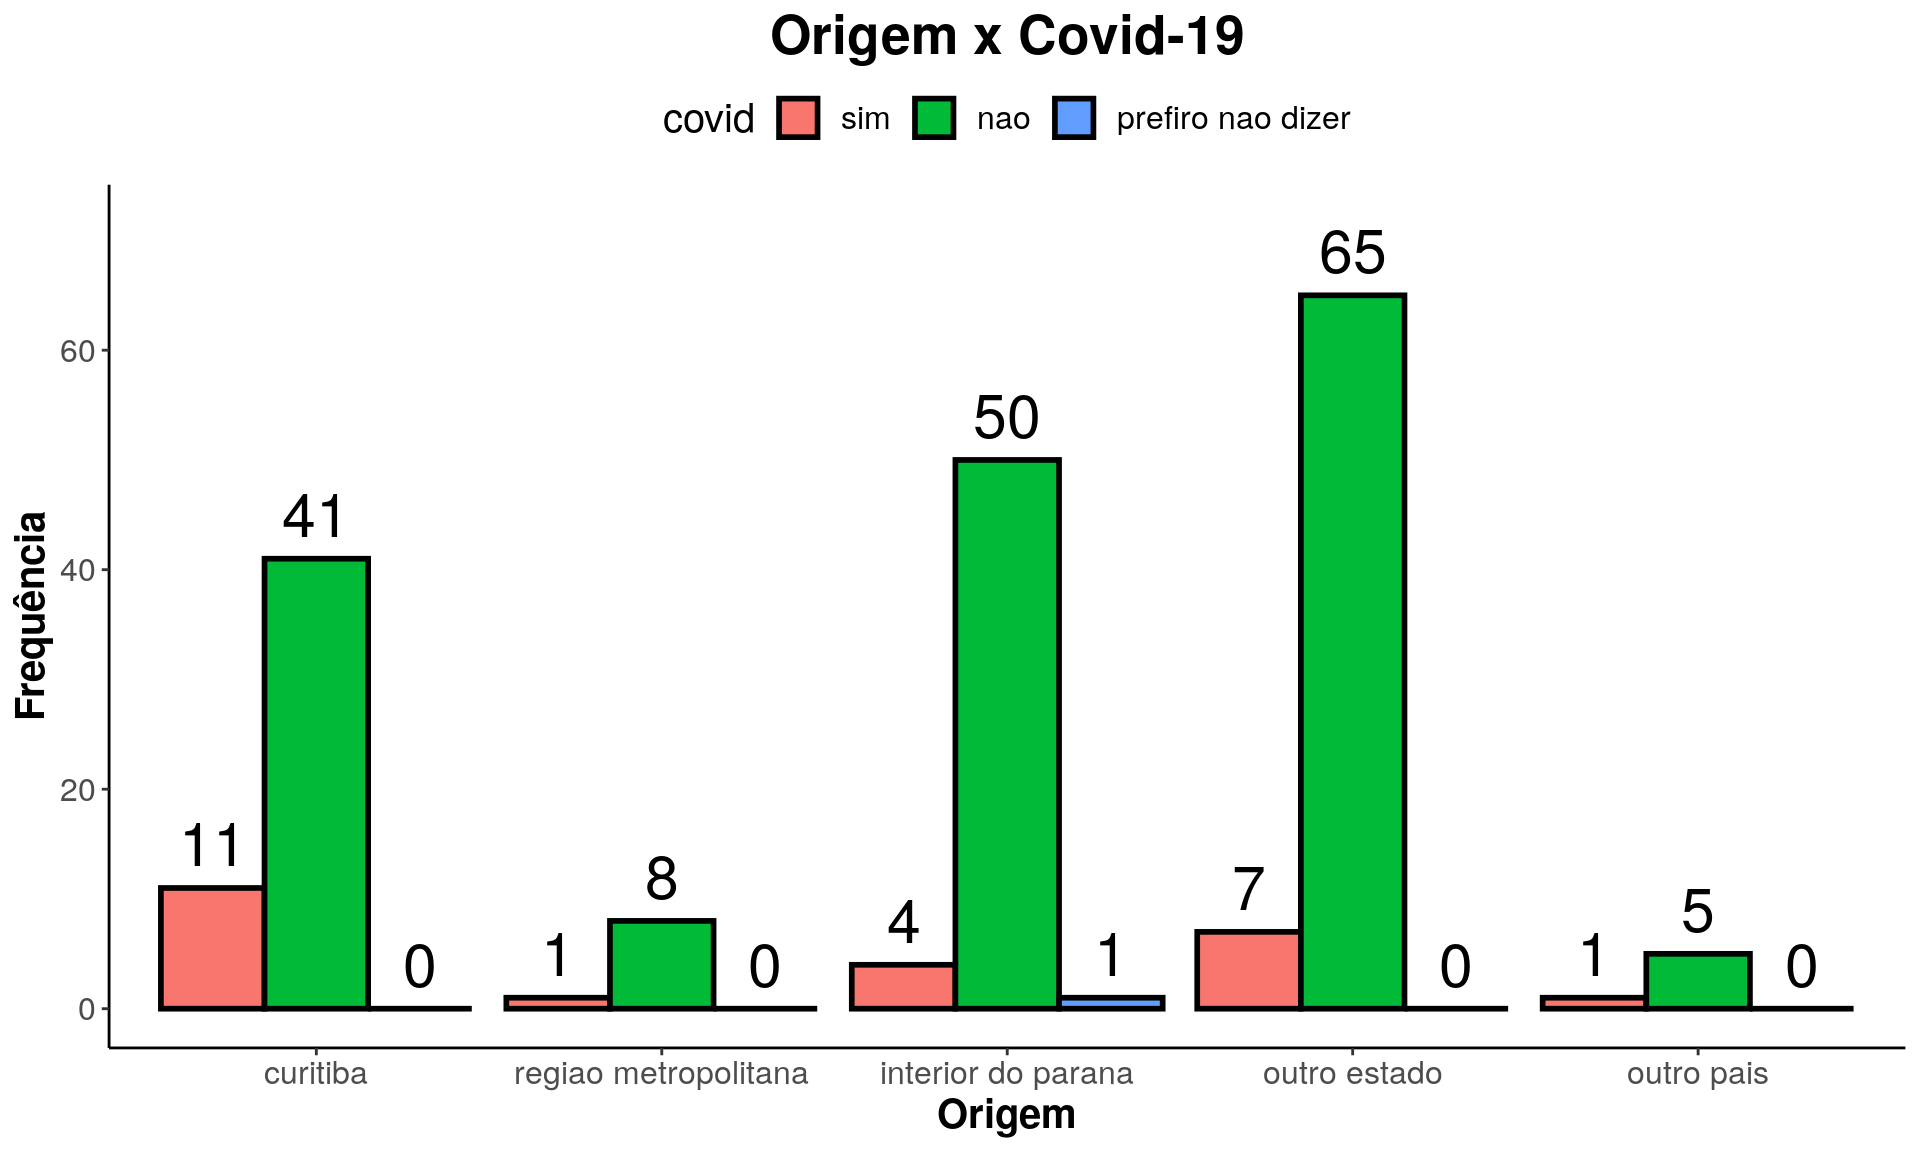 Origem x Covid-19
covid sim nao prefiro nao dizer
Frequência
60
40
20
0
11 41 0
1 8 0
4 50 1
7 65 0
1 5 0
curitiba regiao metropolitana interior do parana outro estado outro pais
Origem